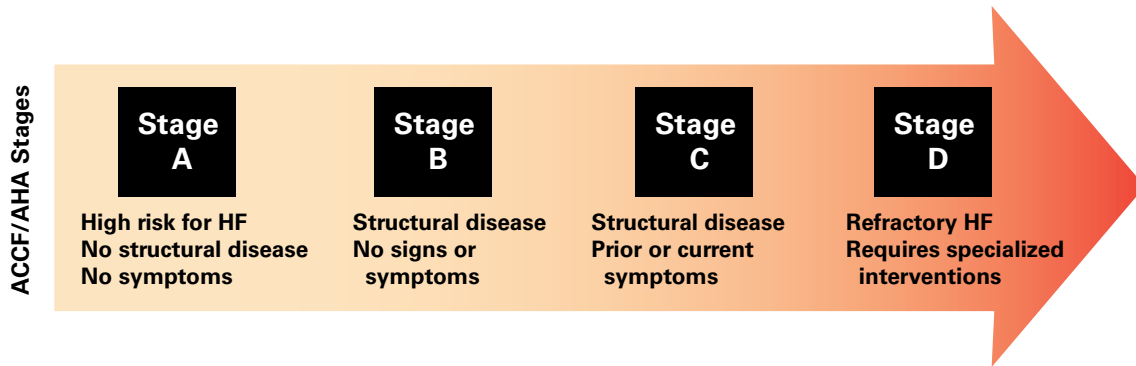 ACCF/AHA Stages
Stage
A
High risk for HF
No structural disease
No symptoms
Stage
B
Structural disease
No signs or
symptoms
Stage
C
Structural disease
Prior or current
symptoms
Stage
D
Refractory HF
Requires specialized
interventions